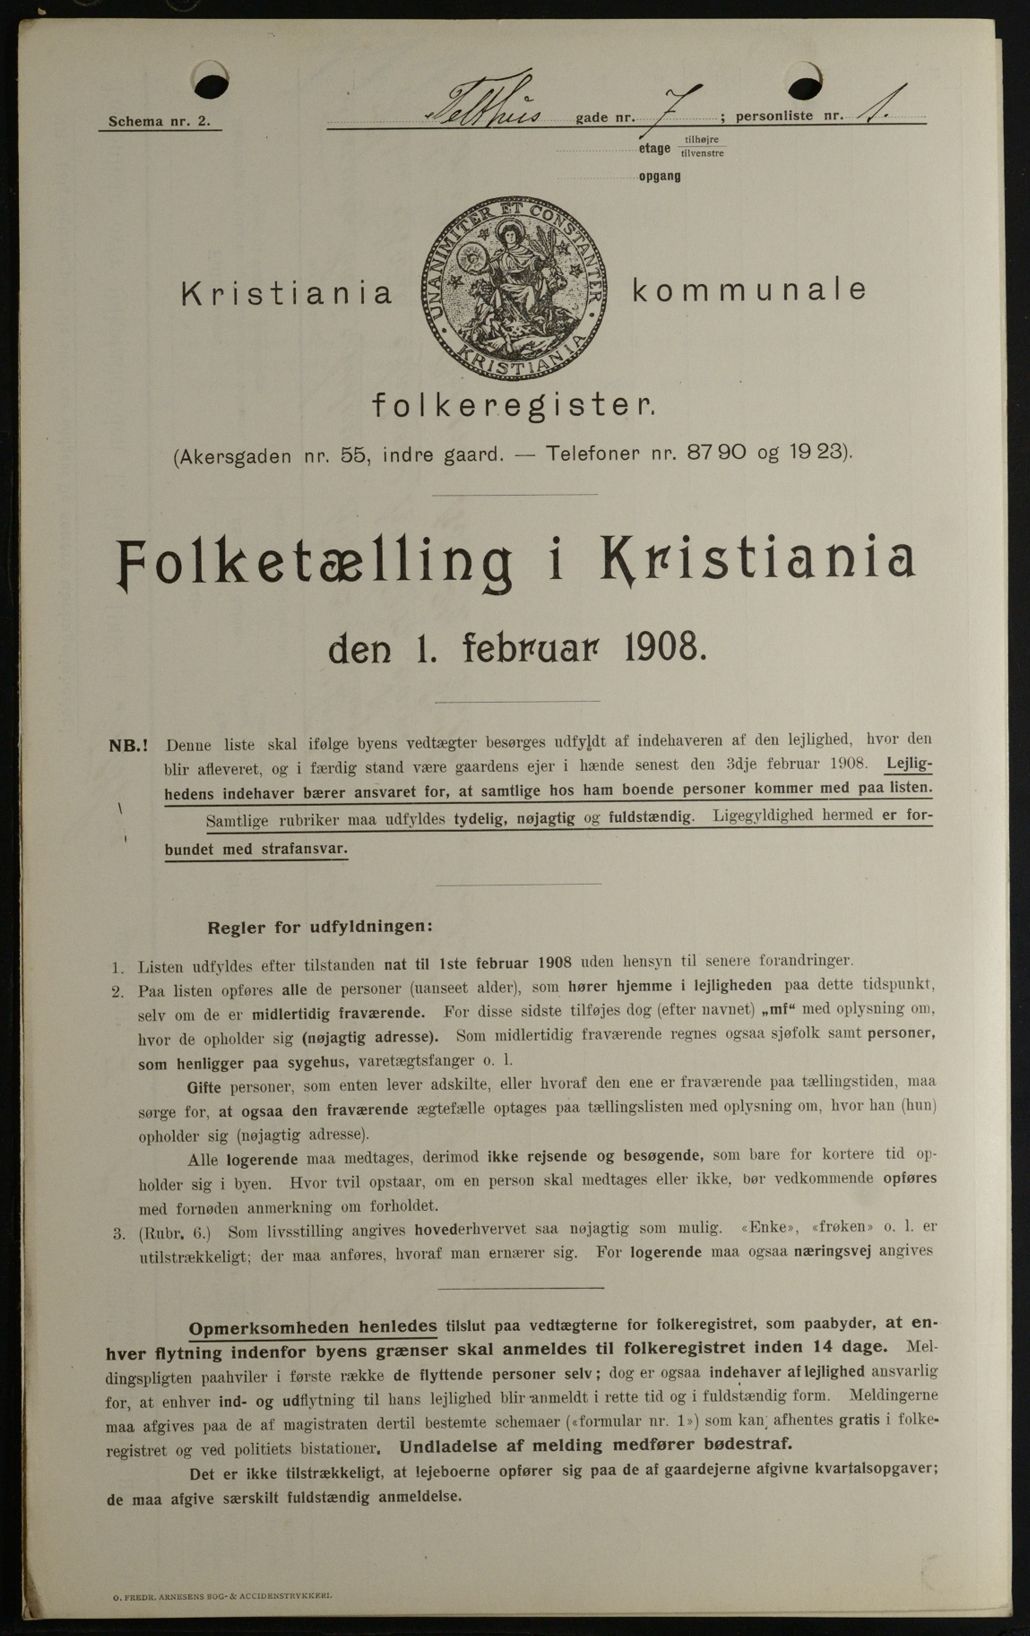 Schema nr. 2.
Telthus gade nr. 7 ; personliste nr. 1.
etage tilhøjre
tilvenstre
opgang
UNANIMITER ET CONSTANTER • KRISTIANIA •
Kristiania kommunale
folkeregister.
(Akersgaden nr. 55, indre gaard. — Telefoner nr. 87 90 og 19 23).
Folketælling i Kristiania
den 1. februar 1908.
NB.! Denne liste skal ifølge byens vedtægter besørges udfyldt af indehaveren af den lejlighed, hvor den
blir afleveret, og i færdig stand være gaardens ejer i hænde senest den 3dje februar 1908. Lejlig-
hedens indehaver bærer ansvaret for, at samtlige hos ham boende personer kommer med paa listen.
Samtlige rubriker maa udfyldes tydelig, nøjagtig og fuldstændig. Ligegyldighed hermed er for-
bundet med strafansvar.
Regler for udfyldningen:
1. Listen udfyldes efter tilstanden nat til 1ste februar 1908 uden hensyn til senere forandringer.
2. Paa listen opføres alle de personer (uanseet alder), som hører hjemme i lejligheden paa dette tidspunkt,
selv om de er midlertidig fraværende. For disse sidste tilføjes dog (efter navnet) „mf“ med oplysning om,
hvor de opholder sig (nøjagtig adresse). Som midlertidig fraværende regnes ogsaa sjøfolk samt personer,
som henligger paa sygehus, varetægtsfanger o. l.
Gifte personer, som enten lever adskilte, eller hvoraf den ene er fraværende paa tællingstiden, maa
sørge for, at ogsaa den fraværende ægtefælle optages paa tællingslisten med oplysning om, hvor han (hun)
opholder sig (nøjagtig adresse).
Alle logerende maa medtages, derimod ikke rejsende og besøgende, som bare for kortere tid op-
holder sig i byen. Hvor tvil opstaar, om en person skal medtages eller ikke, bør vedkommende opføres
med fornøden anmerkning om forholdet.
3. (Rubr. 6.) Som livsstilling angives hovederhvervet saa nøjagtig som mulig. «Enke», «frøken» o. l. er
utilstrækkeligt; der maa anføres, hvoraf man ernærer sig. For logerende maa ogsaa næringsvej angives
Opmerksomheden henledes tilslut paa vedtægterne for folkeregistret, som paabyder, at en-
hver flytning indenfor byens grænser skal anmeldes til folkeregistret inden 14 dage. Mel-
dingspligten paahviler i første række de flyttende personer selv; dog er ogsaa indehaver af lejlighed ansvarlig
for, at enhver ind- og udflytning til hans lejlighed blir anmeldt i rette tid og i fuldstændig form. Meldingerne
maa afgives paa de af magistraten dertil bestemte schemaer («formular nr. 1») som kan afhentes gratis i folke-
registret og ved politiets bistationer. Undladelse af melding medfører bødestraf.
Det er ikke tilstrækkeligt, at lejeboerne opfører sig paa de af gaardejerne afgivne kvartalsopgaver;
de maa afgive særskilt fuldstændig anmeldelse.
O. FREDR. ARNESENS BOG- & ACCIDENSTRYKKERI.